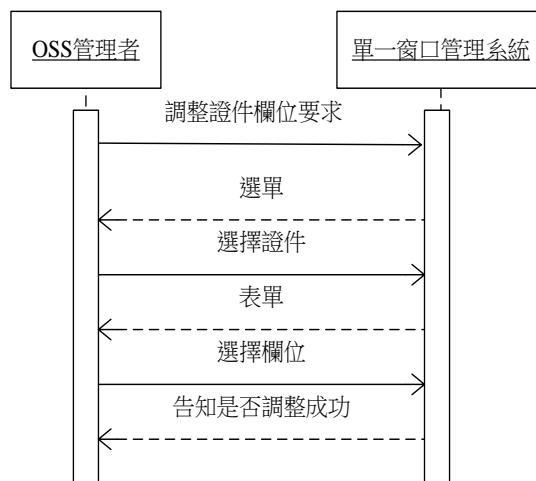 OSS管理者
單一窗口管理系統
調整證件欄位要求
選單
選擇證件
表單
選擇欄位
告知是否調整成功